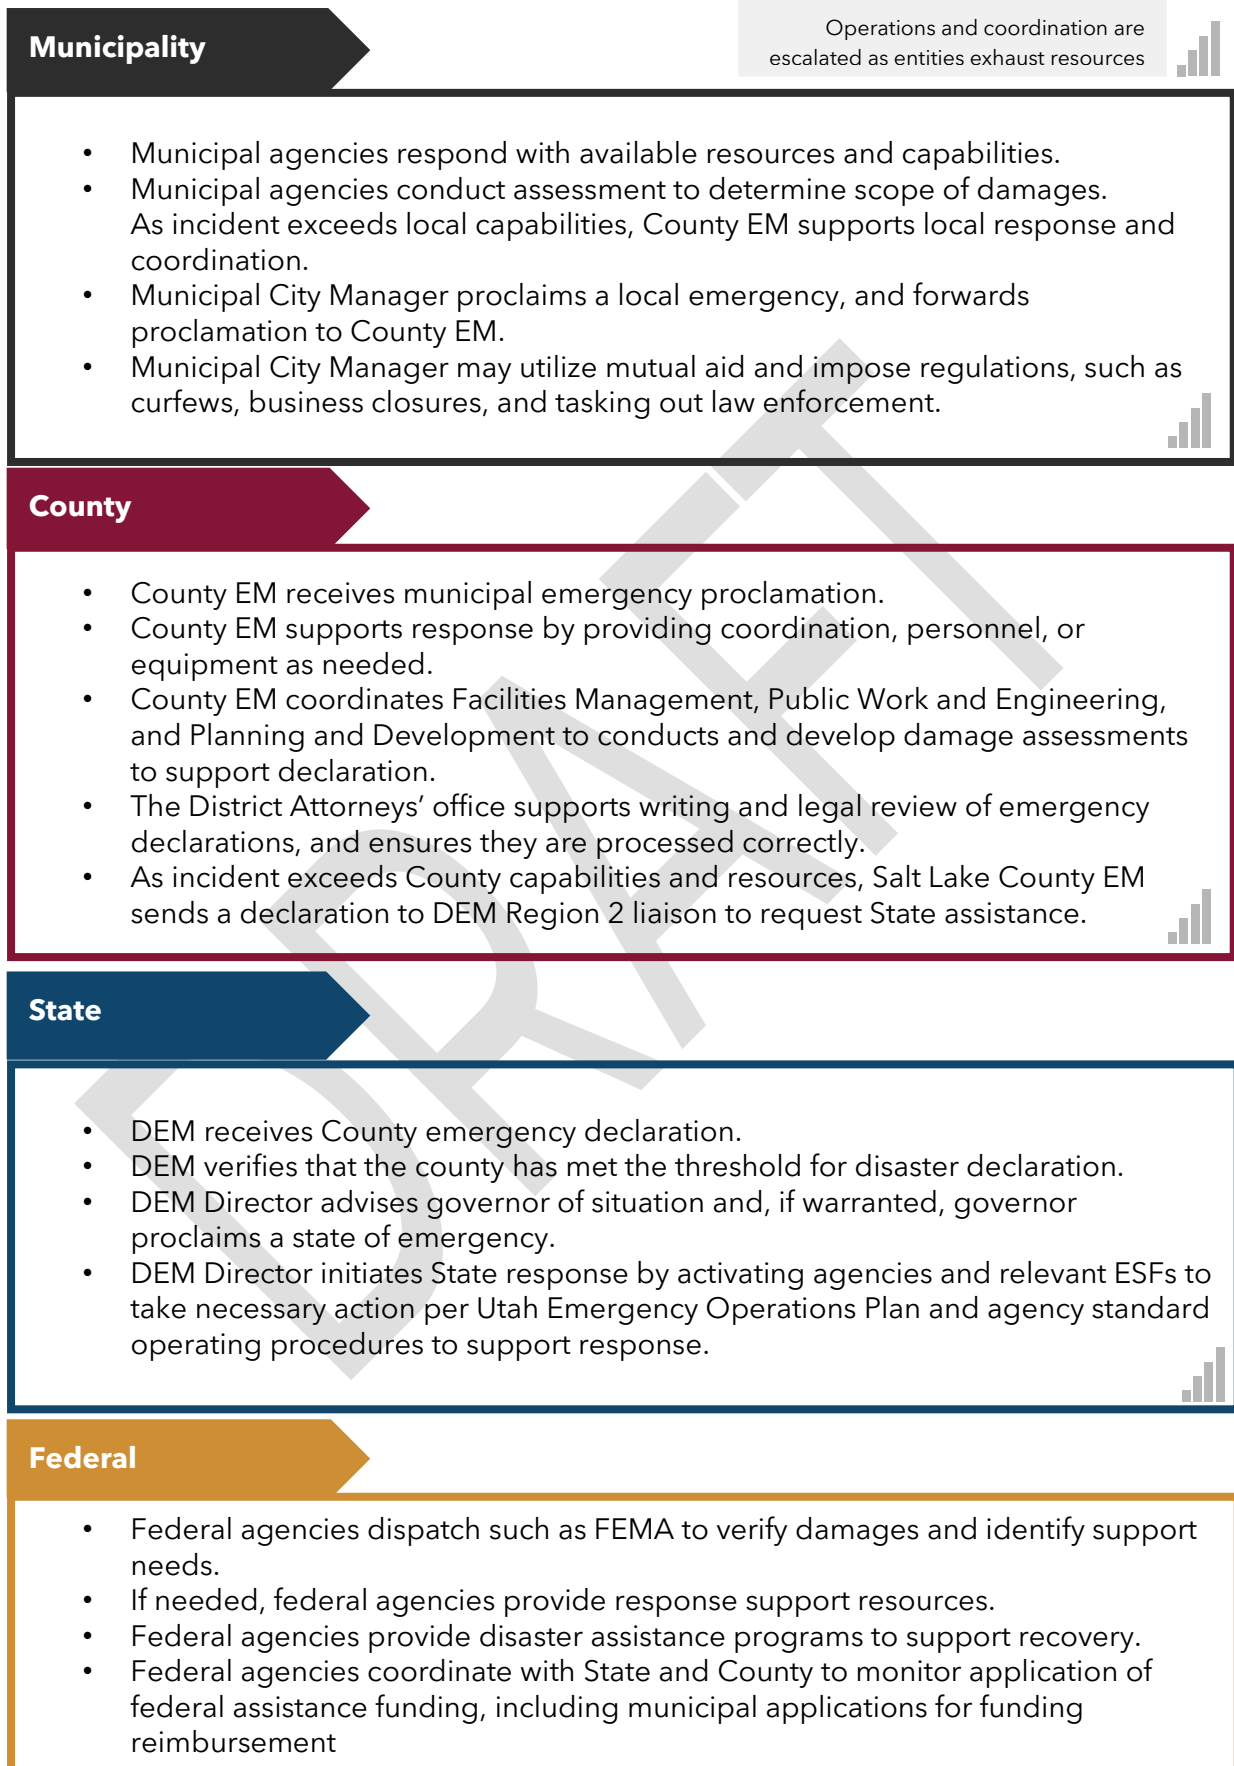 Municipality
Operations and coordination are
escalated as entities exhaust resources
• Municipal agencies respond with available resources and capabilities.
• Municipal agencies conduct assessment to determine scope of damages.
As incident exceeds local capabilities, County EM supports local response and
coordination.
• Municipal City Manager proclaims a local emergency, and forwards
proclamation to County EM.
• Municipal City Manager may utilize mutual aid and impose regulations, such as
curfews, business closures, and tasking out law enforcement.
County
• County EM receives municipal emergency proclamation.
• County EM supports response by providing coordination, personnel, or
equipment as needed.
• County EM coordinates Facilities Management, Public Work and Engineering,
and Planning and Development to conducts and develop damage assessments
to support declaration.
• The District Attorneys’ office supports writing and legal review of emergency
declarations, and ensures they are processed correctly.
• As incident exceeds County capabilities and resources, Salt Lake County EM
sends a declaration to DEM Region 2 liaison to request State assistance.
State
• DEM receives County emergency declaration.
• DEM verifies that the county has met the threshold for disaster declaration.
• DEM Director advises governor of situation and, if warranted, governor
proclaims a state of emergency.
• DEM Director initiates State response by activating agencies and relevant ESFs to
take necessary action per Utah Emergency Operations Plan and agency standard
operating procedures to support response.
Federal
• Federal agencies dispatch such as FEMA to verify damages and identify support
needs.
• If needed, federal agencies provide response support resources.
• Federal agencies provide disaster assistance programs to support recovery.
• Federal agencies coordinate with State and County to monitor application of
federal assistance funding, including municipal applications for funding
reimbursement
DRAFT